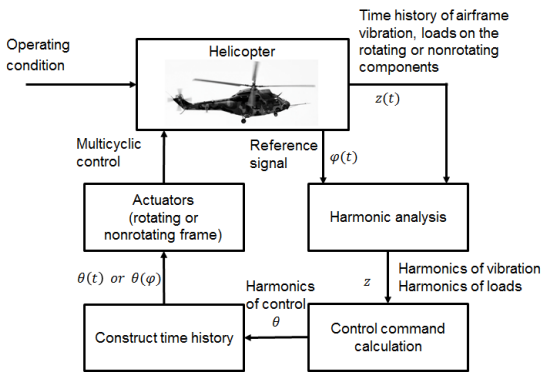 Time history of airframe
vibration, loads on the
rotating or nonrotating
components
Operating
condition
Helicopter
z(t)
Multicyclic
control
Reference
signal
φ(t)
Actuators
(rotating or
nonrotating frame)
Harmonic analysis
θ(t) or θ(φ)
Harmonics
of control
θ
z
Harmonics of vibration
Harmonics of loads
Construct time history
Control command
calculation